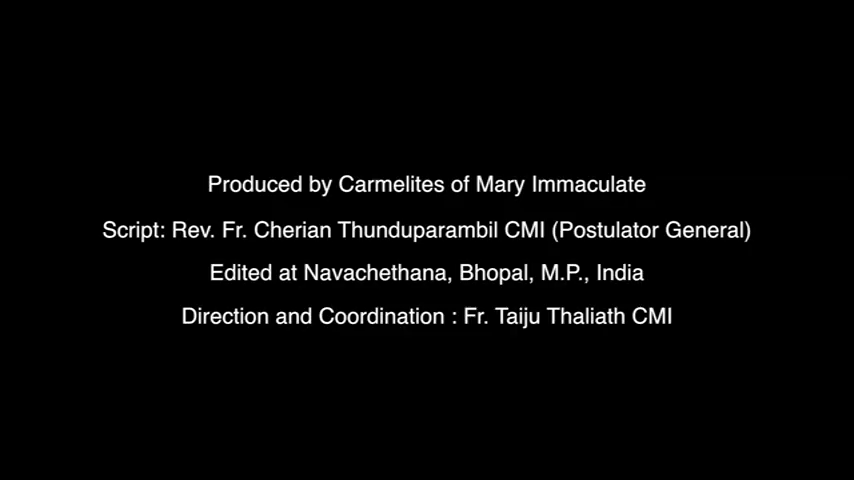 Produced by Carmelites of Mary Immaculate
Script: Rev. Fr. Cherian Thunduparambil CMI (Postulator General)
Edited at Navachethana, Bhopal, M.P., India
Direction and Coordination : Fr. Taiju Thaliath CMI